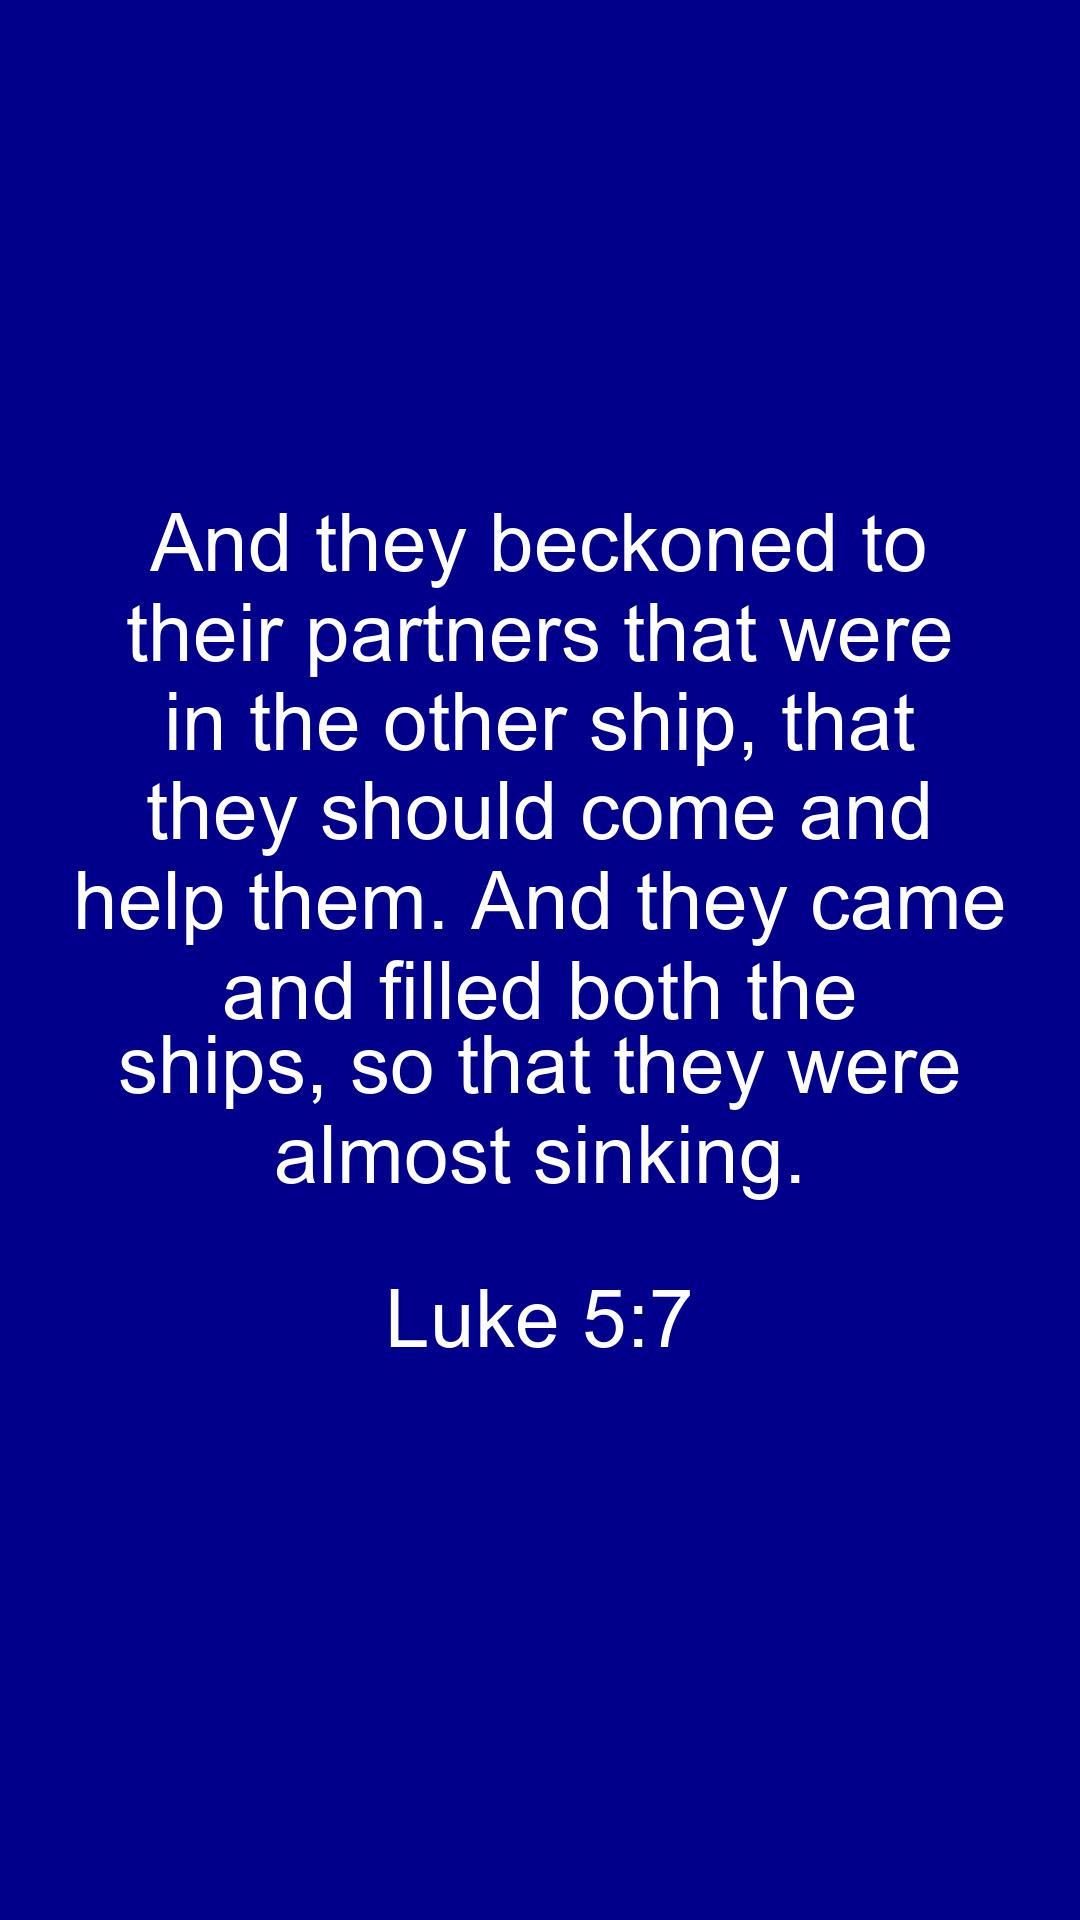 And they beckoned to
their partners that were
in the other ship, that
they should come and
help them. And they came
and filled both the
ships, so that they were
almost sinking.
Luke 5:7